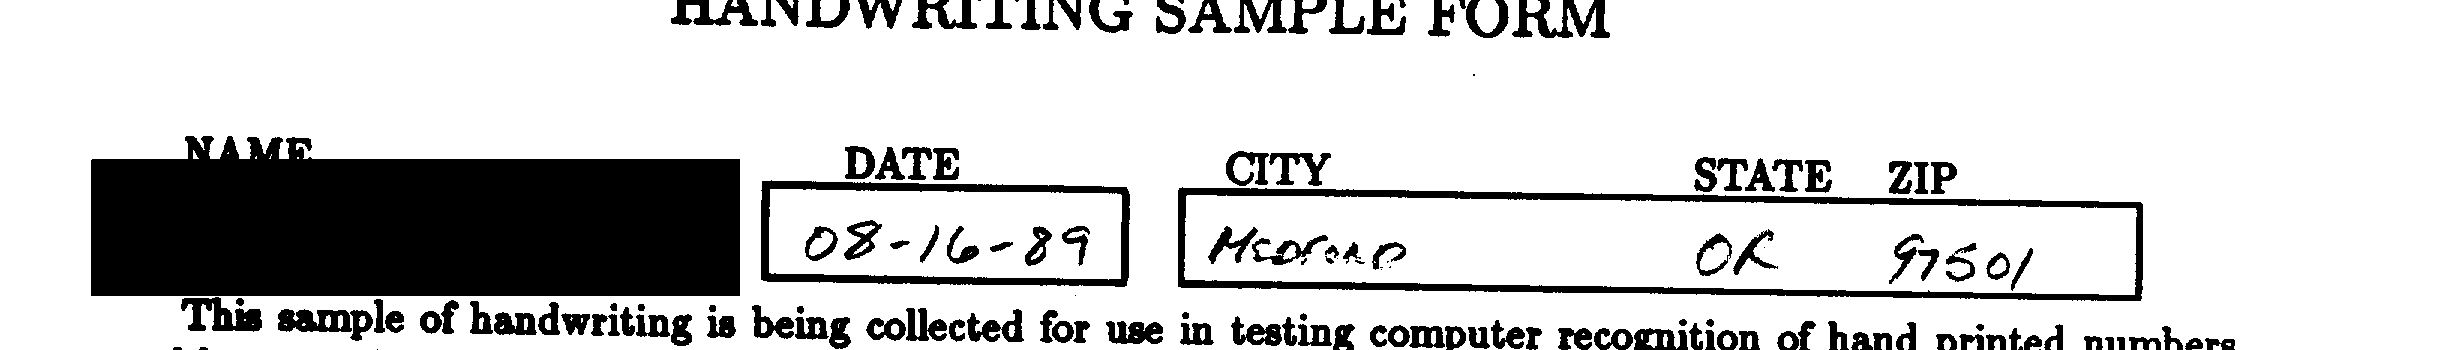 HANDWRITING SAMPLE FORM
NAME DATE CITY STATE ZIP
08-16-89 MEDFORD OR 97501
This sample of handwriting is being collected for use in testing computer recognition of hand printed numbers